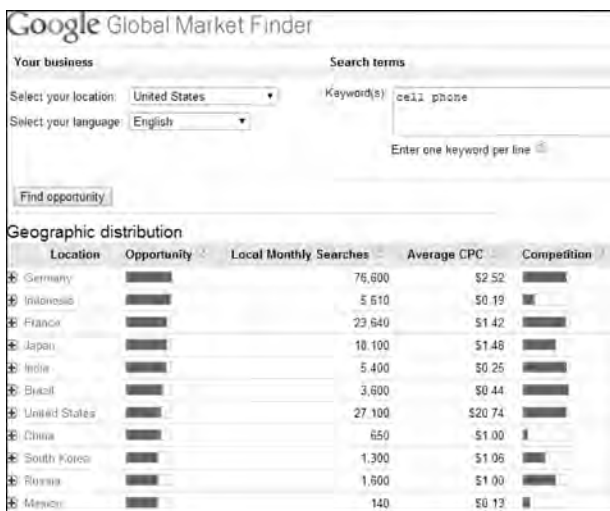 Google Global Market Finder
Your business
Search terms
Select your location: United States
Keyword(s): cell phone
Select your language: English
Enter one keyword per line
Find opportunity
Geographic distribution
Location Opportunity Local Monthly Searches Average CPC Competition
Germany 76,600 $2.52
Indonesia 5 610 $0.19
France 23,640 $1.42
Japan 10,100 $1.48
India 5,400 $0.25
Brazil 3,600 $0.44
United States 27,100 $20.74
China 650 $1.00
South Korea 1,300 $1.06
Russia 1,600 $1.00
Mexico 140 $0.13